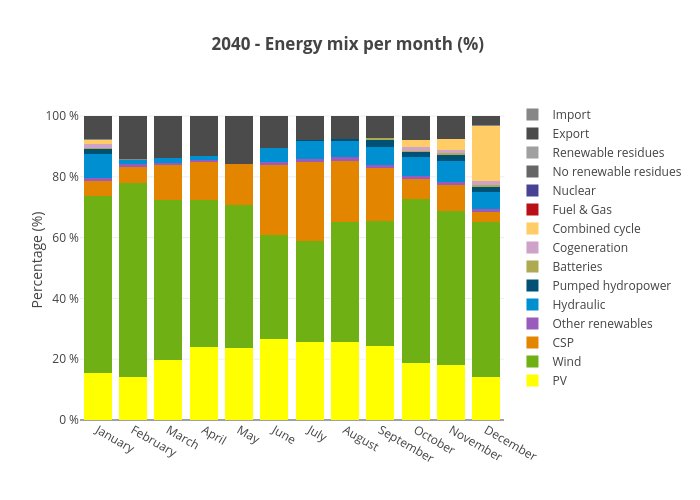 2040 - Energy mix per month (%)
Percentage (%)
100 %
80 %
60 %
40 %
20 %
0 %
January
February
March
April
May
June
July
August
September
October
November
December
Import
Export
Renewable residues
No renewable residues
Nuclear
Fuel & Gas
Combined cycle
Cogeneration
Batteries
Pumped hydropower
Hydraulic
Other renewables
CSP
Wind
PV